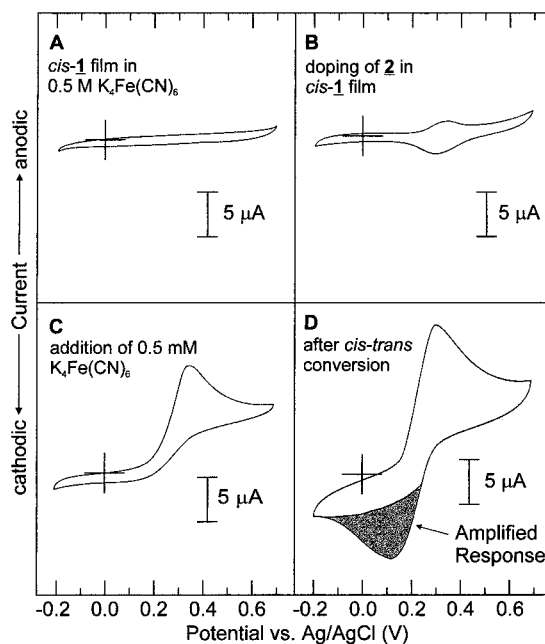 A
cis-1 film in
0.5 M K4Fe(CN)6
5 μA
B
doping of 2 in
cis-1 film
5 μA
C
addition of 0.5 mM
K4Fe(CN)6
5 μA
D
after cis-trans
conversion
5 μA
Amplified
Response
cathodic ← Current → anodic
-0.2 0.0 0.2 0.4 0.6 -0.2 0.0 0.2 0.4 0.6 0.8
Potential vs. Ag/AgCl (V)